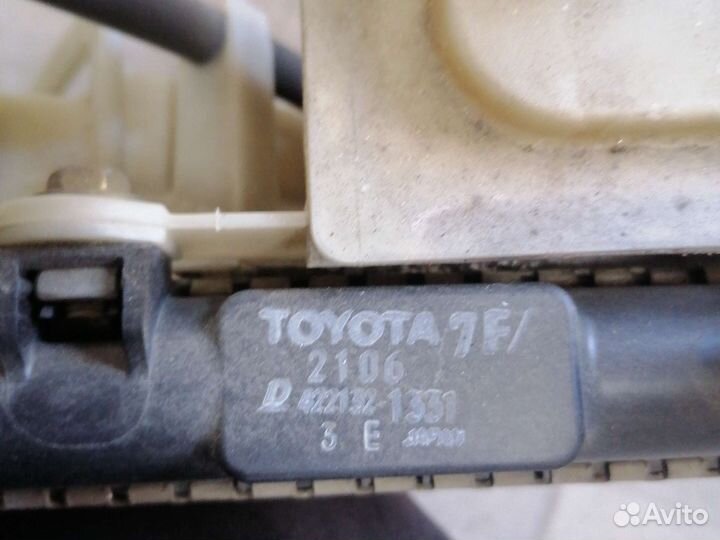 TOYOTA 7F/
2106
D 422132-1331
3 E JAPAN
Avito